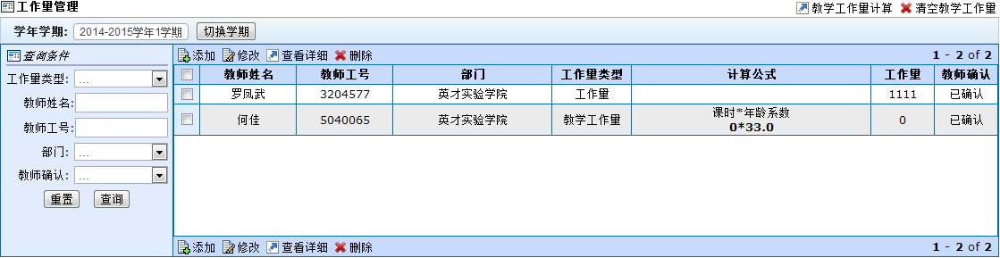 工作量管理 教学工作量计算 清空教学工作量
学年学期: 2014-2015学年1学期 切换学期
查询条件
工作量类型: ...
教师姓名:
教师工号:
部门: ...
教师确认: ...
重置 查询
添加 修改 查看详细 删除 1 - 2 of 2
教师姓名 教师工号 部门 工作量类型 计算公式 工作量 教师确认
罗凤武 3204577 英才实验学院 工作量 1111 已确认
何佳 5040065 英才实验学院 教学工作量 课时*年龄系数 0 已确认
0*33.0
添加 修改 查看详细 删除 1 - 2 of 2